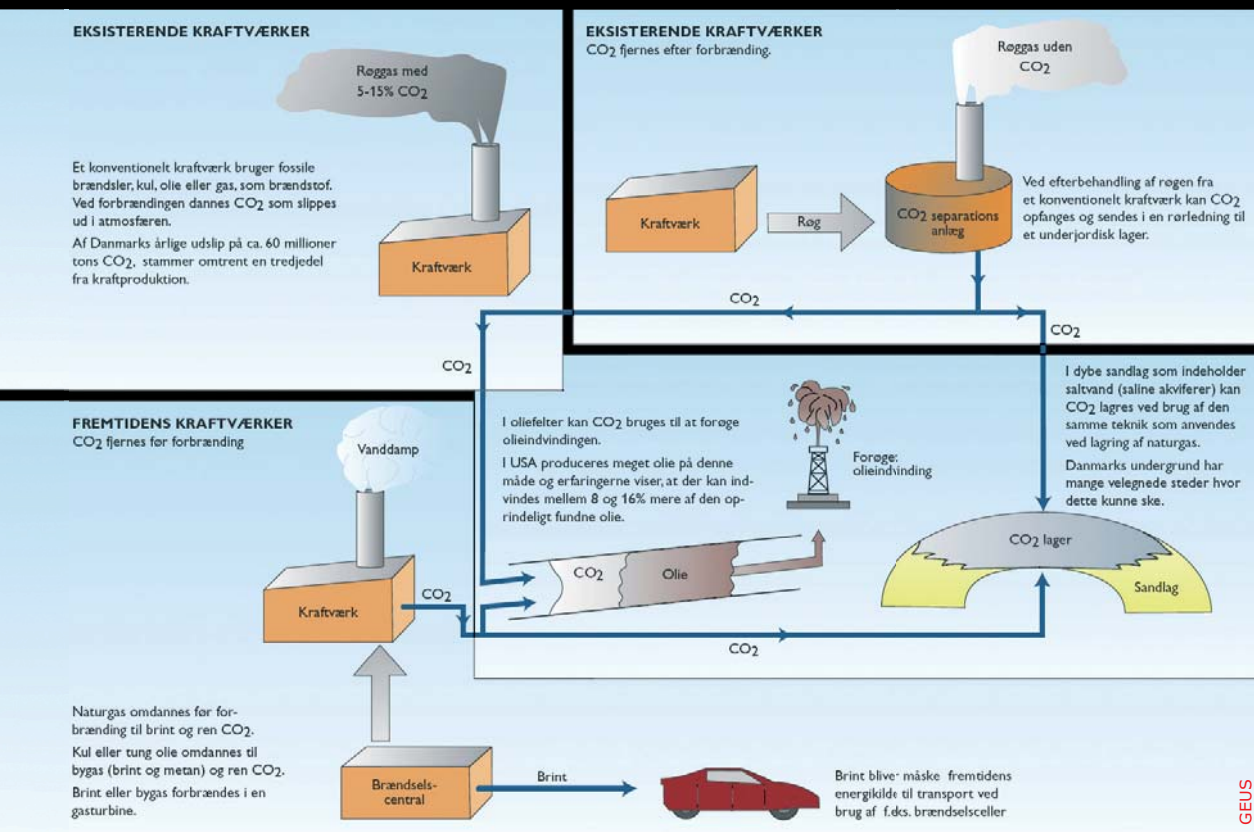 EKSISTERENDE KRAFTVÆRKER
Røggas med
5-15% CO2
Et konventionelt kraftværk bruger fossile
brændsler, kul, olie eller gas, som brændstof.
Ved forbrændingen dannes CO2 som slippes
ud i atmosfæren.
Af Danmarks årlige udslip på ca. 60 millioner
tons CO2, stammer omtrent en tredjedel
fra kraftproduktion.
Kraftværk
EKSISTERENDE KRAFTVÆRKER
CO2 fjernes efter forbrænding.
Røggas uden
CO2
Kraftværk
Røg
CO2 separations
anlæg
Ved efterbehandling af røgen fra
et konventionelt kraftværk kan CO2
opfanges og sendes i en rørledning til
et underjordisk lager.
CO2
CO2
CO2
I oliefelter kan CO2 bruges til at forøge
olieindvindingen.
I USA produceres meget olie på denne
måde og erfaringerne viser, at der kan ind-
vindes mellem 8 og 16% mere af den op-
rindeligt fundne olie.
Forøge:
olieindvinding
I dybe sandlag som indeholder
saltvand (saline akviferer) kan
CO2 lagres ved brug af den
samme teknik som anvendes
ved lagring af naturgas.
Danmarks undergrund har
mange velegnede steder hvor
dette kunne ske.
CO2
Olie
CO2 lager
Sandlag
CO2
FREMTIDENS KRAFTVÆRKER
CO2 fjernes før forbrænding
Vanddamp
Kraftværk
CO2
Naturgas omdannes før for-
brænding til brint og ren CO2.
Kul eller tung olie omdannes til
bygas (brint og metan) og ren CO2.
Brint eller bygas forbrændes i en
gasturbine.
Brændsels-
central
Brint
Brint bliver måske fremtidens
energikilde til transport ved
brug af f.eks. brændselsceller
GEUS